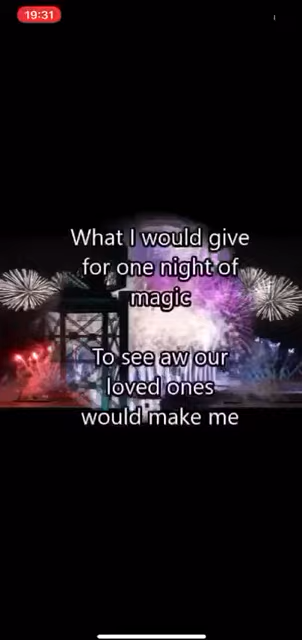 19:31
What I would give
for one night of
magic
To see aw our
loved ones
would make me